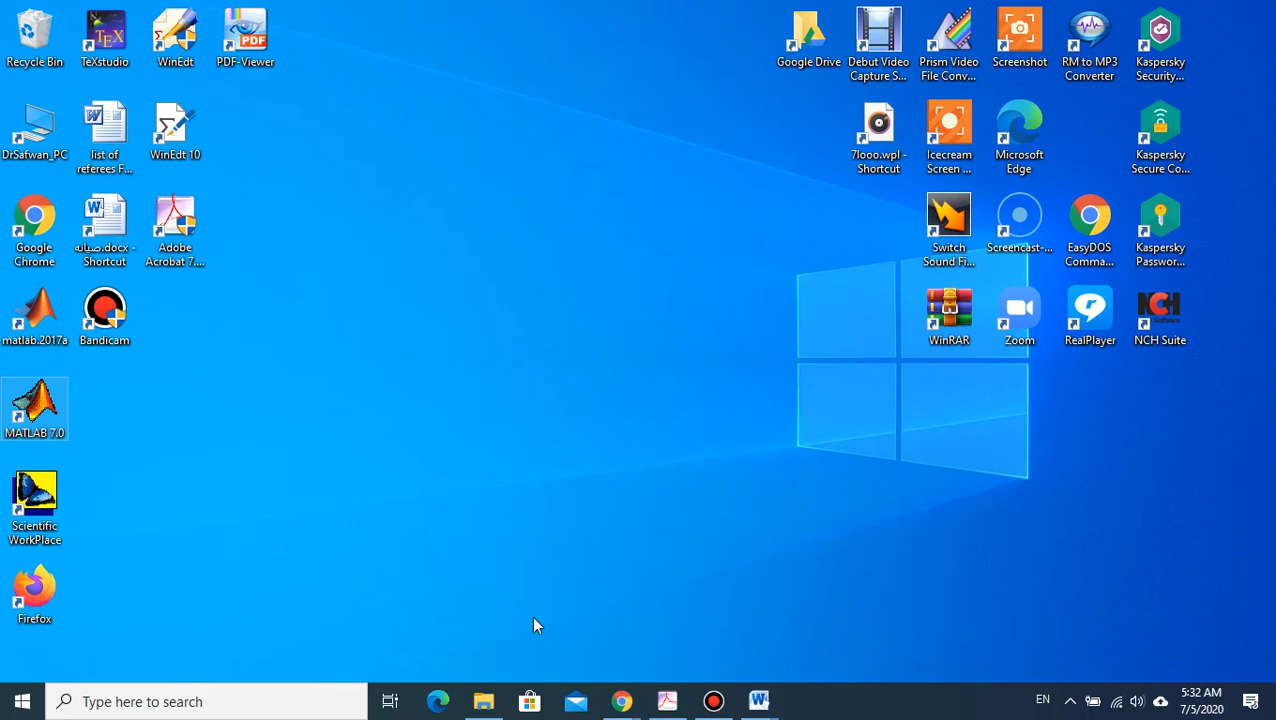 Recycle Bin
TeXstudio
WinEdt
PDF-Viewer
Google Drive
Debut Video
Capture S...
Prism Video
File Conv...
Screenshot
RM to MP3
Converter
Kaspersky
Security...
DrSafwan_PC
list of
referees F...
WinEdt 10
7looo.wpl -
Shortcut
Icecream
Screen ...
Microsoft
Edge
Kaspersky
Secure Co...
Google
Chrome
صيانه.docx -
Shortcut
Adobe
Acrobat 7....
Switch
Sound Fi...
Screencast-...
EasyDOS
Comma...
Kaspersky
Passwor...
matlab.2017a
Bandicam
WinRAR
Zoom
RealPlayer
NCH Suite
MATLAB 7.0
Scientific
WorkPlace
Firefox
Type here to search
EN
5:32 AM
7/5/2020